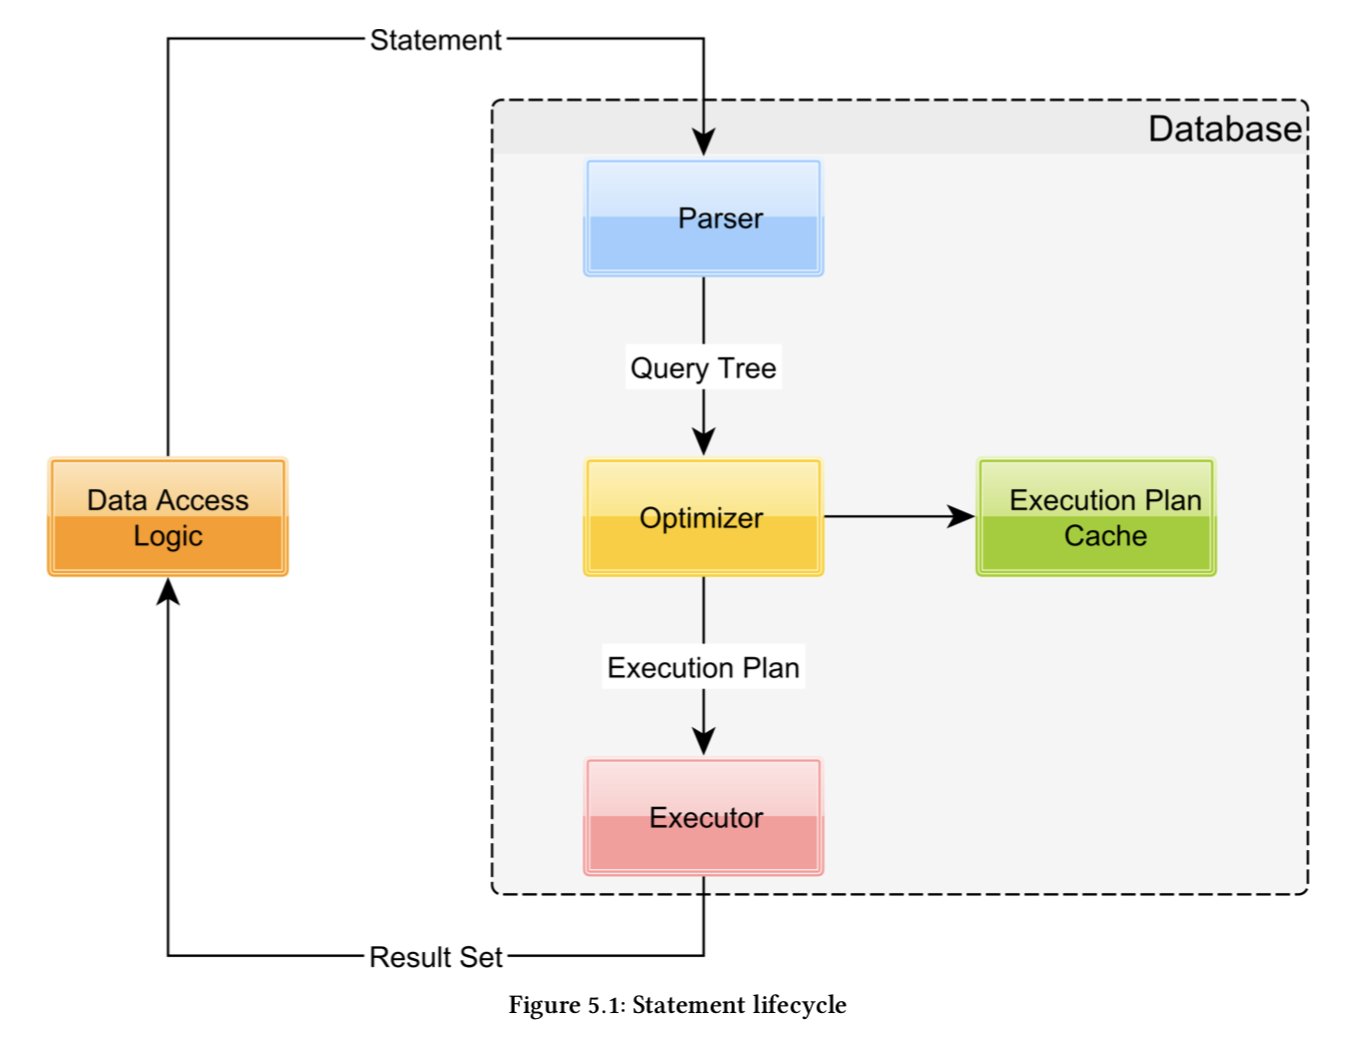 Statement
Database
Parser
Query Tree
Data Access
Logic
Optimizer
Execution Plan
Cache
Execution Plan
Executor
Result Set
Figure 5.1: Statement lifecycle